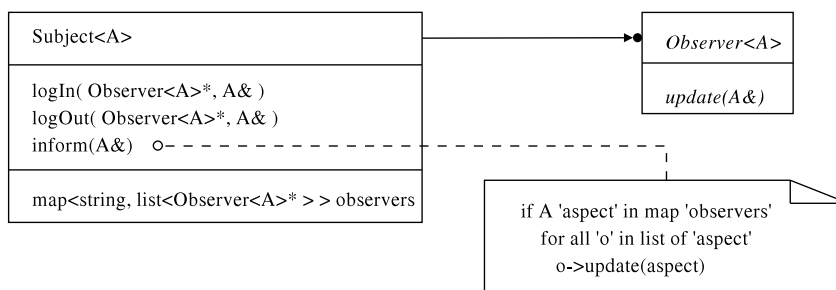 Subject<A>
logIn( Observer<A>*, A& )
logOut( Observer<A>*, A& )
inform(A&)
map<string, list<Observer<A>* > > observers
Observer<A>
update(A&)
if A 'aspect' in map 'observers'
for all 'o' in list of 'aspect'
o->update(aspect)